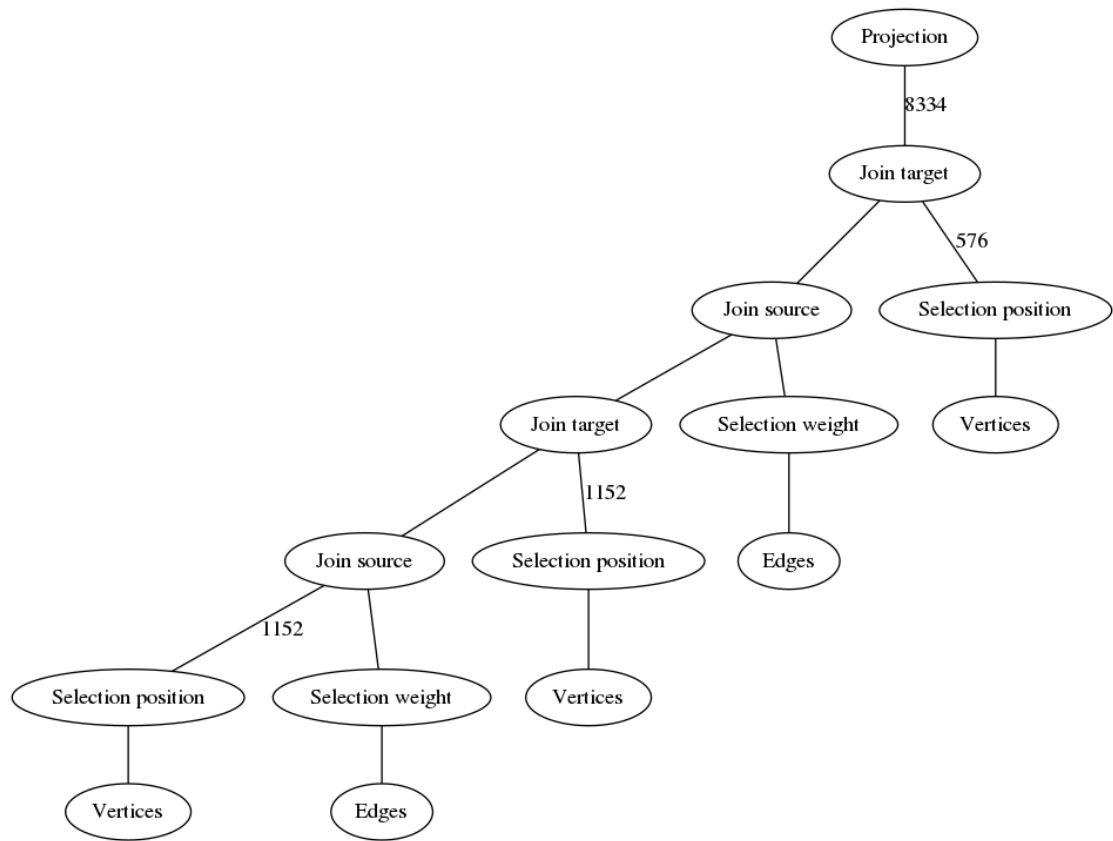 Projection
8334
Join target
576
Join source
Selection position
Join target
Selection weight
Vertices
1152
Join source
Selection position
Edges
1152
Selection position
Selection weight
Vertices
Vertices
Edges